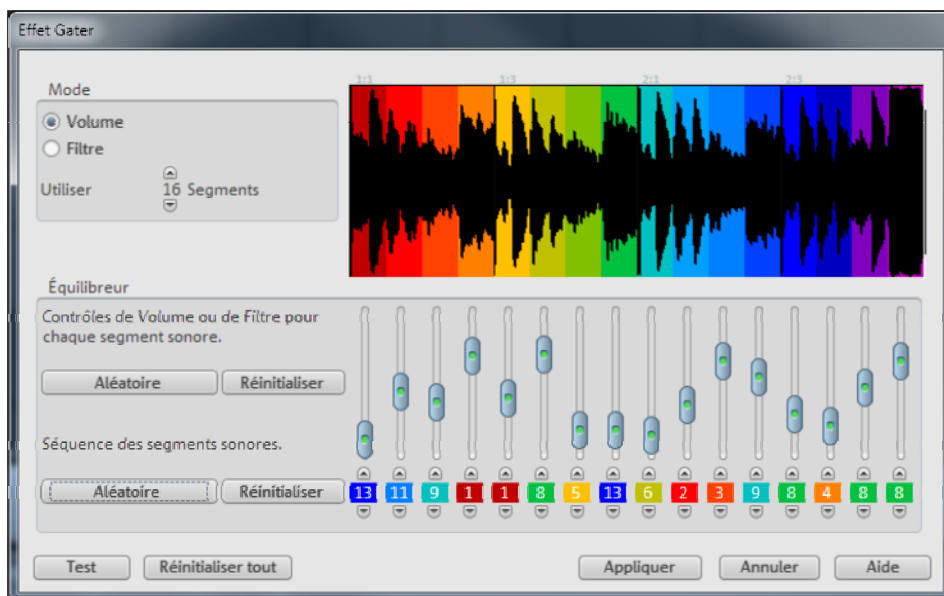 Effet Gater
Mode
1:1 1:3 2:1 2:3
Volume
Filtre
Utiliser 16 Segments
Équilibreur
Contrôles de Volume ou de Filtre pour
chaque segment sonore.
Aléatoire Réinitialiser
Séquence des segments sonores.
Aléatoire Réinitialiser 13 11 9 1 1 8 5 13 6 2 3 9 8 4 8 8
Test Réinitialiser tout Appliquer Annuler Aide